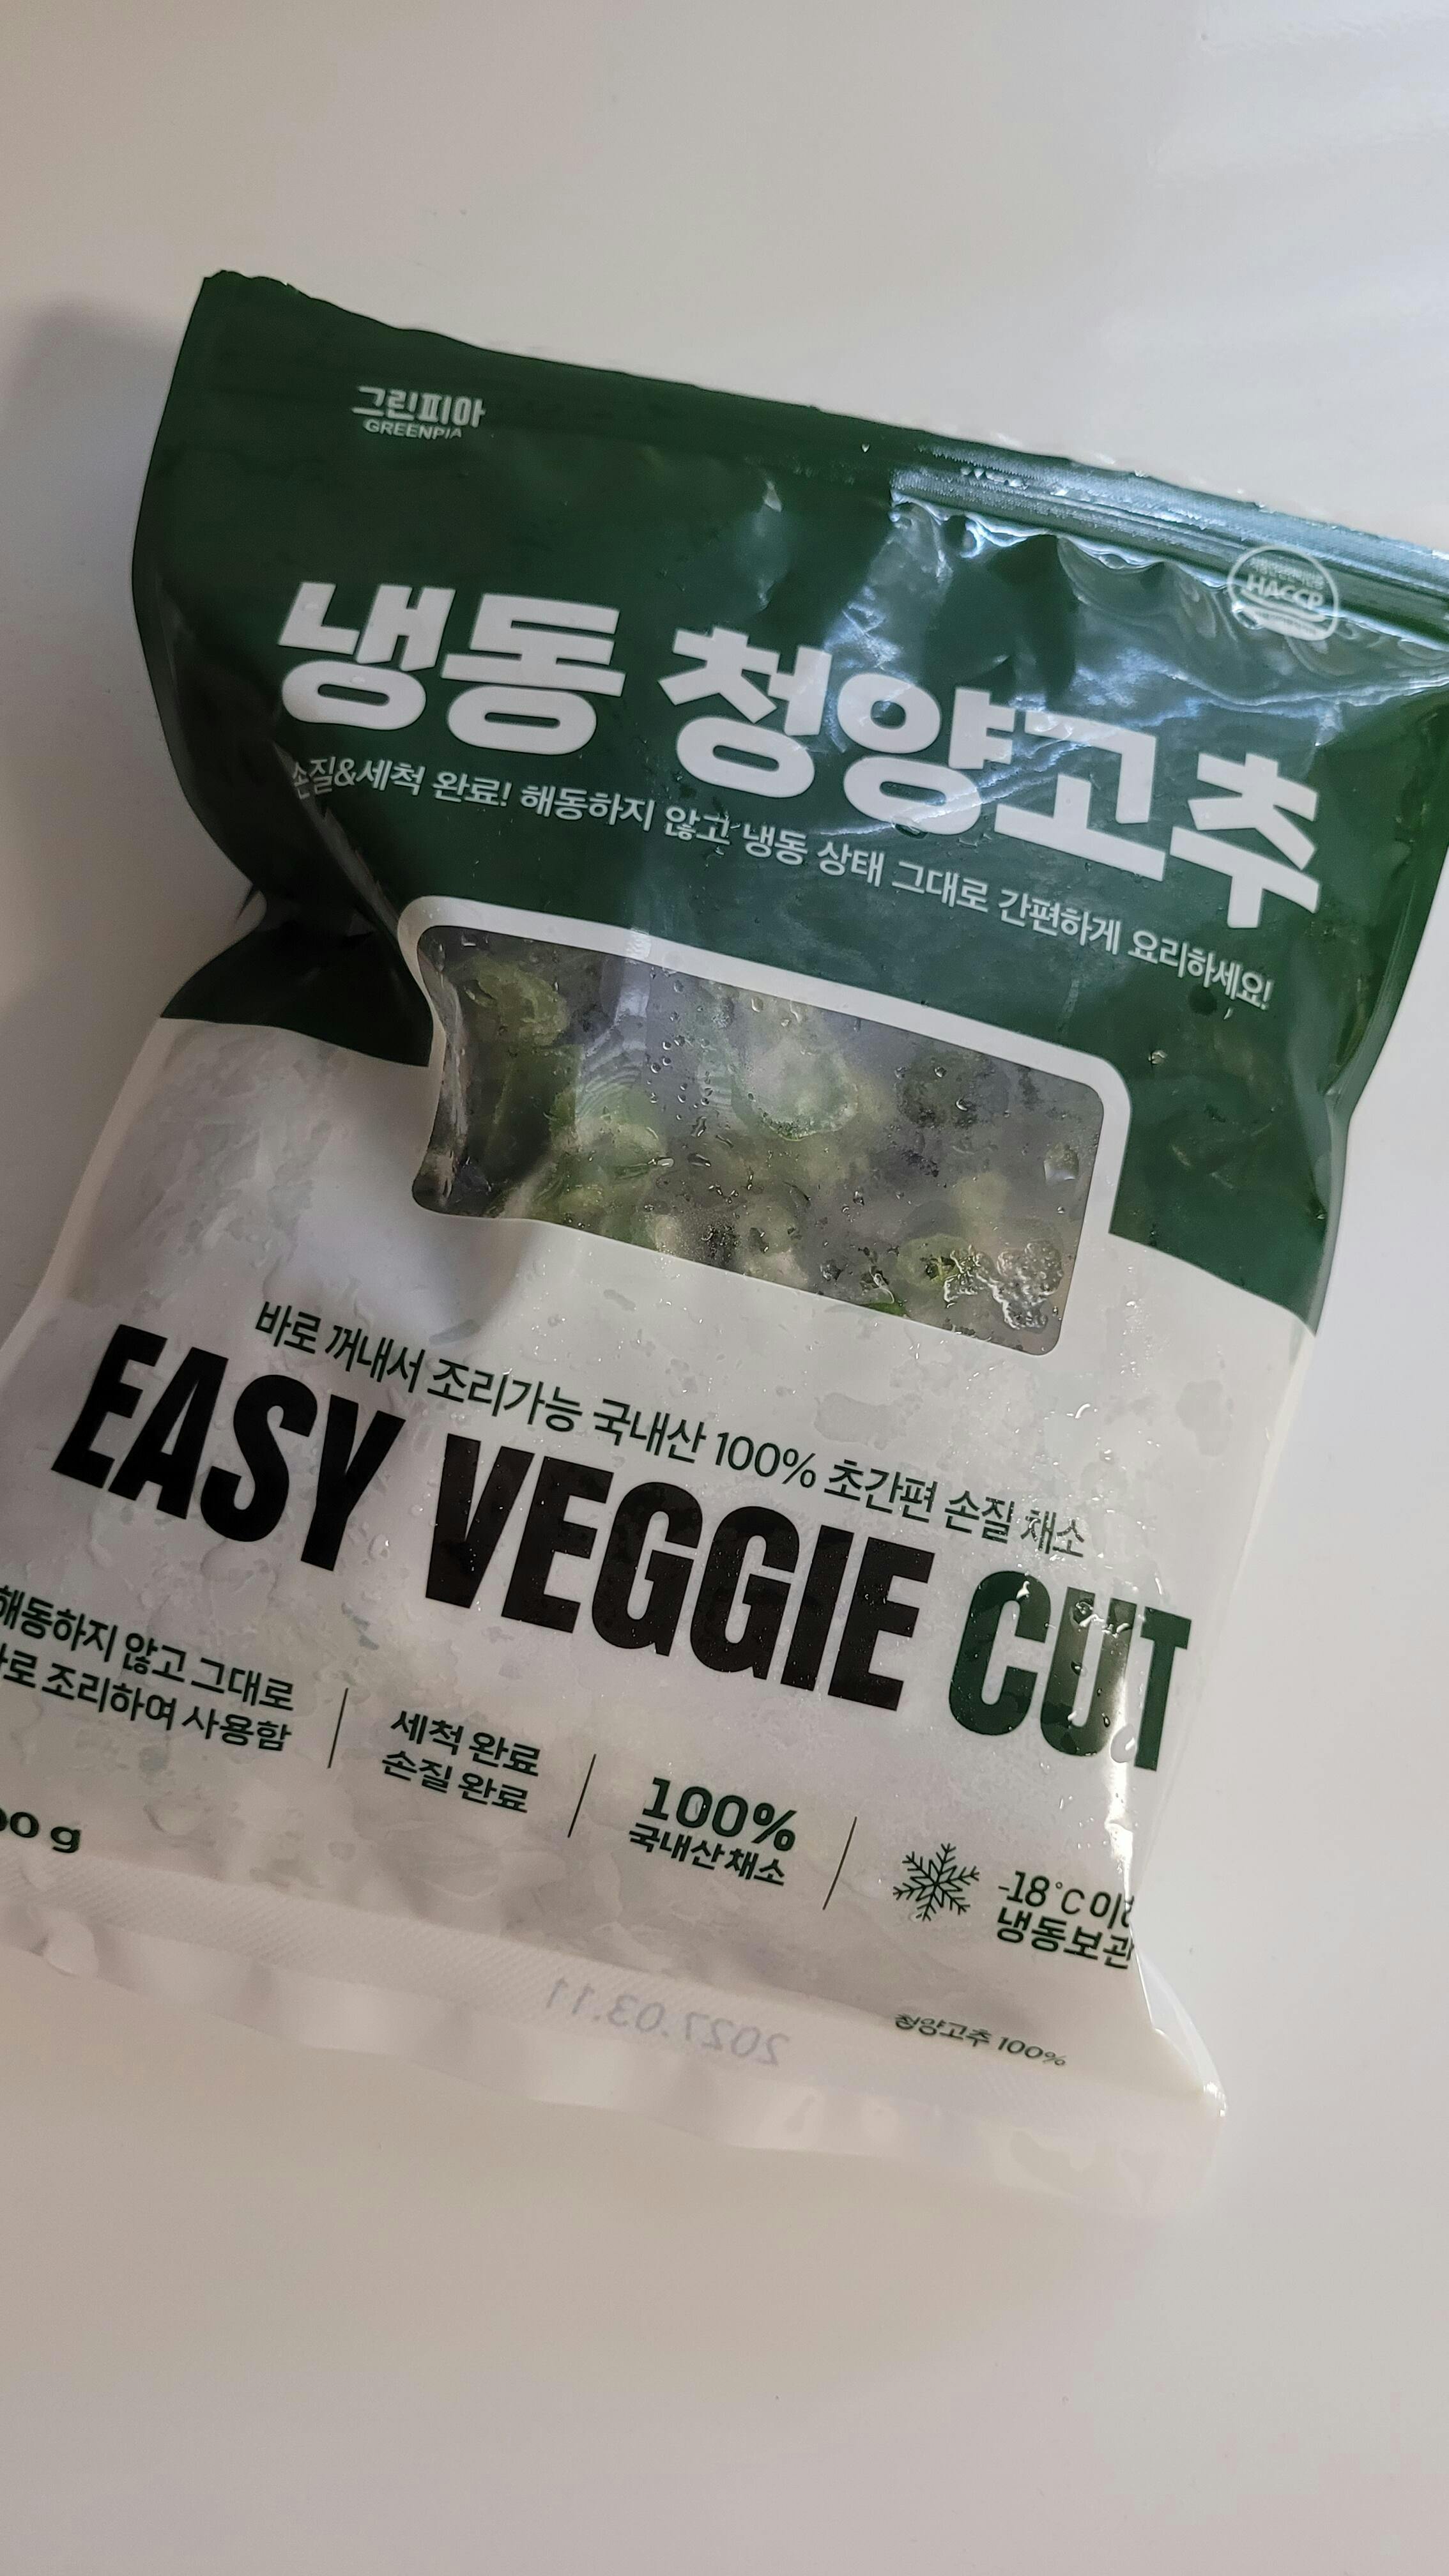 그린피아
GREENPIA
HACCP
냉동 청양고추
손질&세척 완료! 해동하지 않고 냉동 상태 그대로 간편하게 요리하세요!
바로 꺼내서 조리가능 국내산 100% 초간편 손질 채소
EASY VEGGIE CUT
해동하지 않고 그대로
조리하여 사용함
세척 완료
손질 완료
100%
국내산 채소
-18°C
냉동보관
g
2027.03.11
청양고추 100%